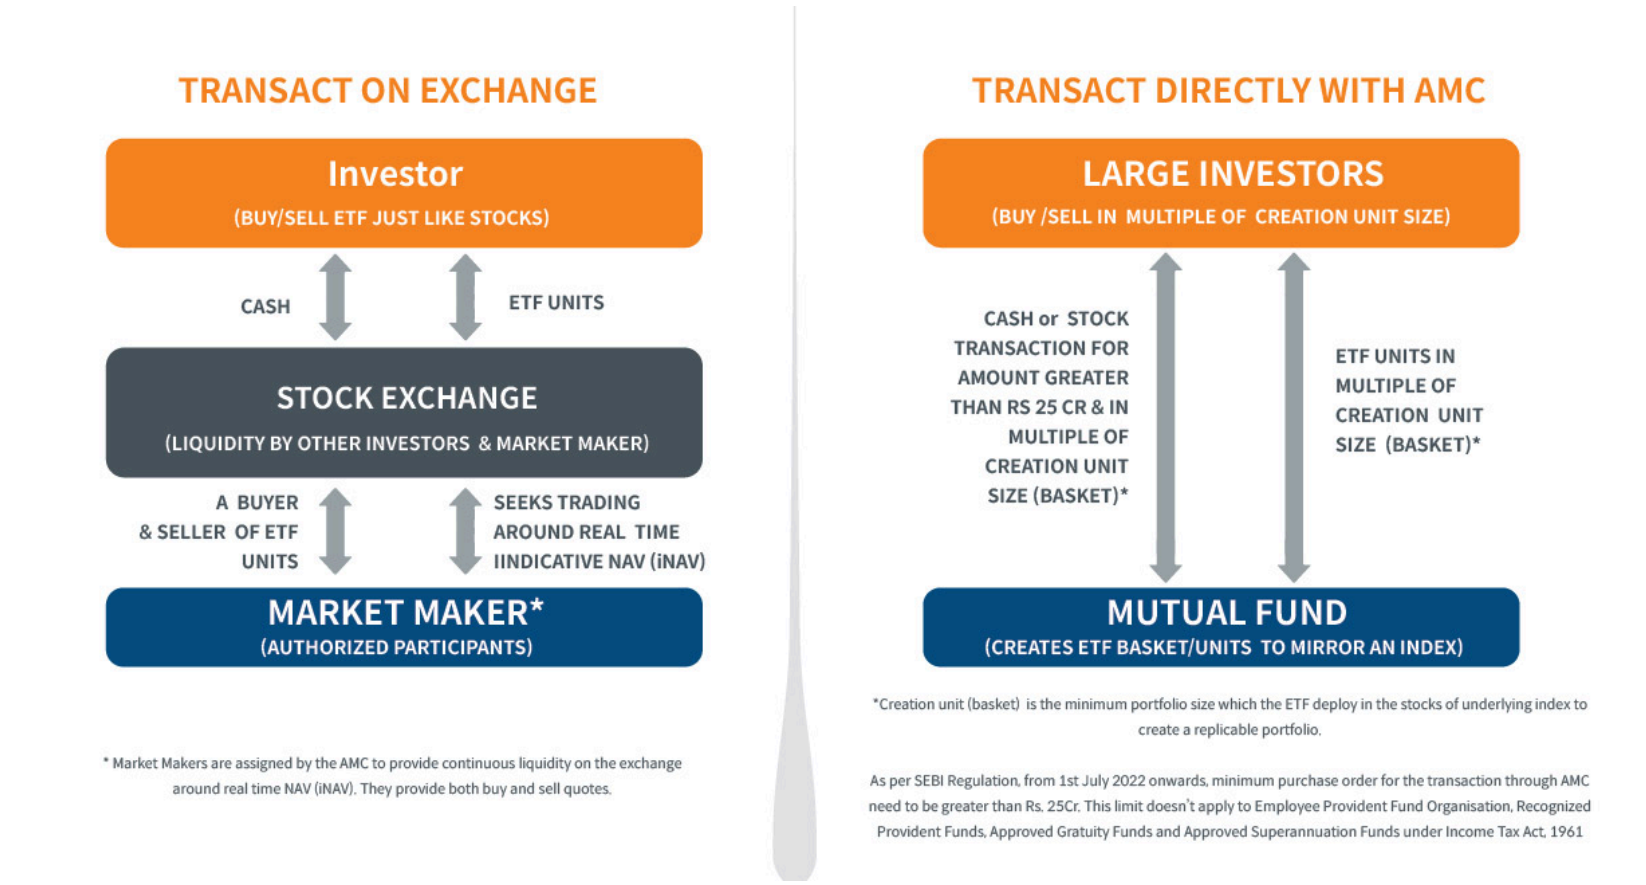 TRANSACT ON EXCHANGE
Investor
(BUY/SELL ETF JUST LIKE STOCKS)
CASH
ETF UNITS
STOCK EXCHANGE
(LIQUIDITY BY OTHER INVESTORS & MARKET MAKER)
A BUYER
& SELLER OF ETF
UNITS
SEEKS TRADING
AROUND REAL TIME
IINDICATIVE NAV (iNAV)
MARKET MAKER*
(AUTHORIZED PARTICIPANTS)
* Market Makers are assigned by the AMC to provide continuous liquidity on the exchange
around real time NAV (iNAV). They provide both buy and sell quotes.
TRANSACT DIRECTLY WITH AMC
LARGE INVESTORS
(BUY /SELL IN MULTIPLE OF CREATION UNIT SIZE)
CASH or STOCK
TRANSACTION FOR
AMOUNT GREATER
THAN RS 25 CR & IN
MULTIPLE OF
CREATION UNIT
SIZE (BASKET)*
ETF UNITS IN
MULTIPLE OF
CREATION UNIT
SIZE (BASKET)*
MUTUAL FUND
(CREATES ETF BASKET/UNITS TO MIRROR AN INDEX)
*Creation unit (basket) is the minimum portfolio size which the ETF deploy in the stocks of underlying index to
create a replicable portfolio.
As per SEBI Regulation, from 1st July 2022 onwards, minimum purchase order for the transaction through AMC
need to be greater than Rs. 25Cr. This limit doesn't apply to Employee Provident Fund Organisation, Recognized
Provident Funds, Approved Gratuity Funds and Approved Superannuation Funds under Income Tax Act, 1961